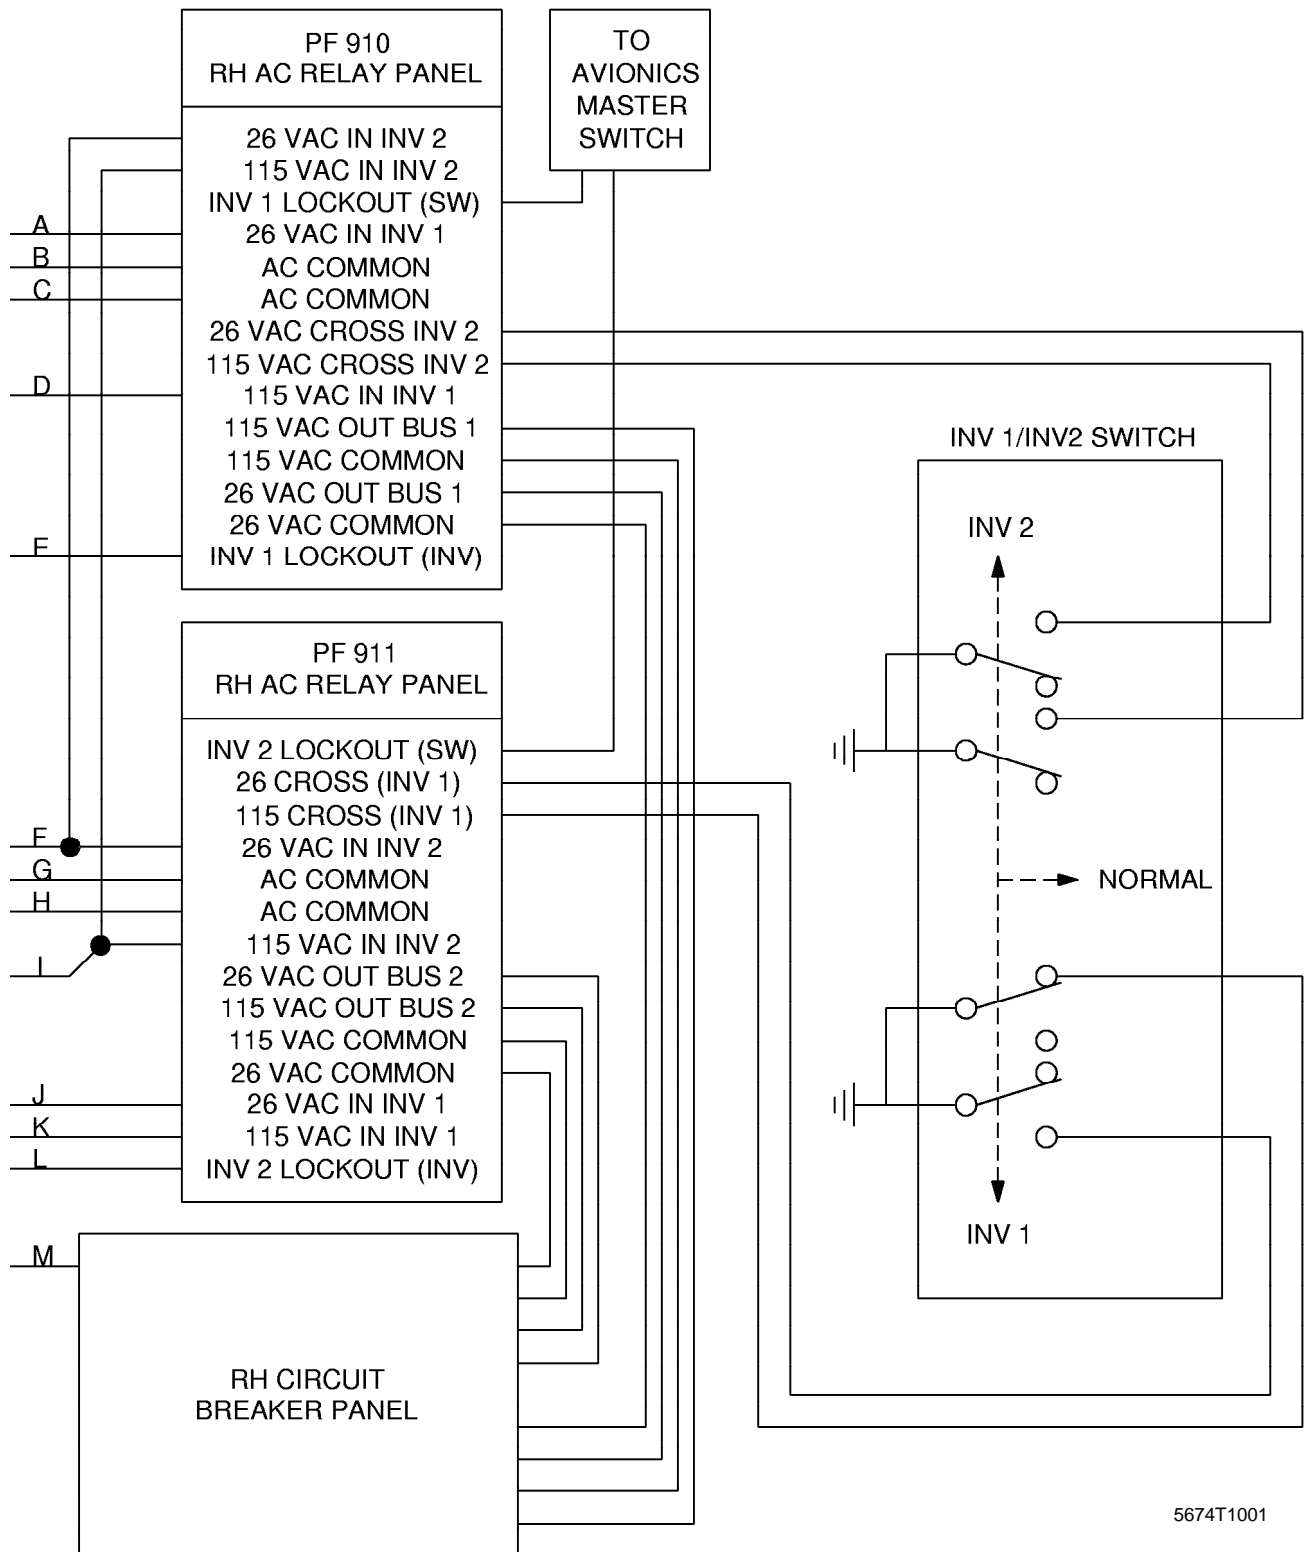 PF 910
RH AC RELAY PANEL
26 VAC IN INV 2
115 VAC IN INV 2
INV 1 LOCKOUT (SW)
26 VAC IN INV 1
AC COMMON
AC COMMON
26 VAC CROSS INV 2
115 VAC CROSS INV 2
115 VAC IN INV 1
115 VAC OUT BUS 1
115 VAC COMMON
26 VAC OUT BUS 1
26 VAC COMMON
INV 1 LOCKOUT (INV)
A
B
C
D
E
TO
AVIONICS
MASTER
SWITCH
PF 911
RH AC RELAY PANEL
INV 2 LOCKOUT (SW)
26 CROSS (INV 1)
115 CROSS (INV 1)
26 VAC IN INV 2
AC COMMON
AC COMMON
115 VAC IN INV 2
26 VAC OUT BUS 2
115 VAC OUT BUS 2
115 VAC COMMON
26 VAC COMMON
26 VAC IN INV 1
115 VAC IN INV 1
INV 2 LOCKOUT (INV)
F
G
H
I
J
K
L
M
RH CIRCUIT
BREAKER PANEL
INV 1/INV2 SWITCH
INV 2
NORMAL
INV 1
5674T1001